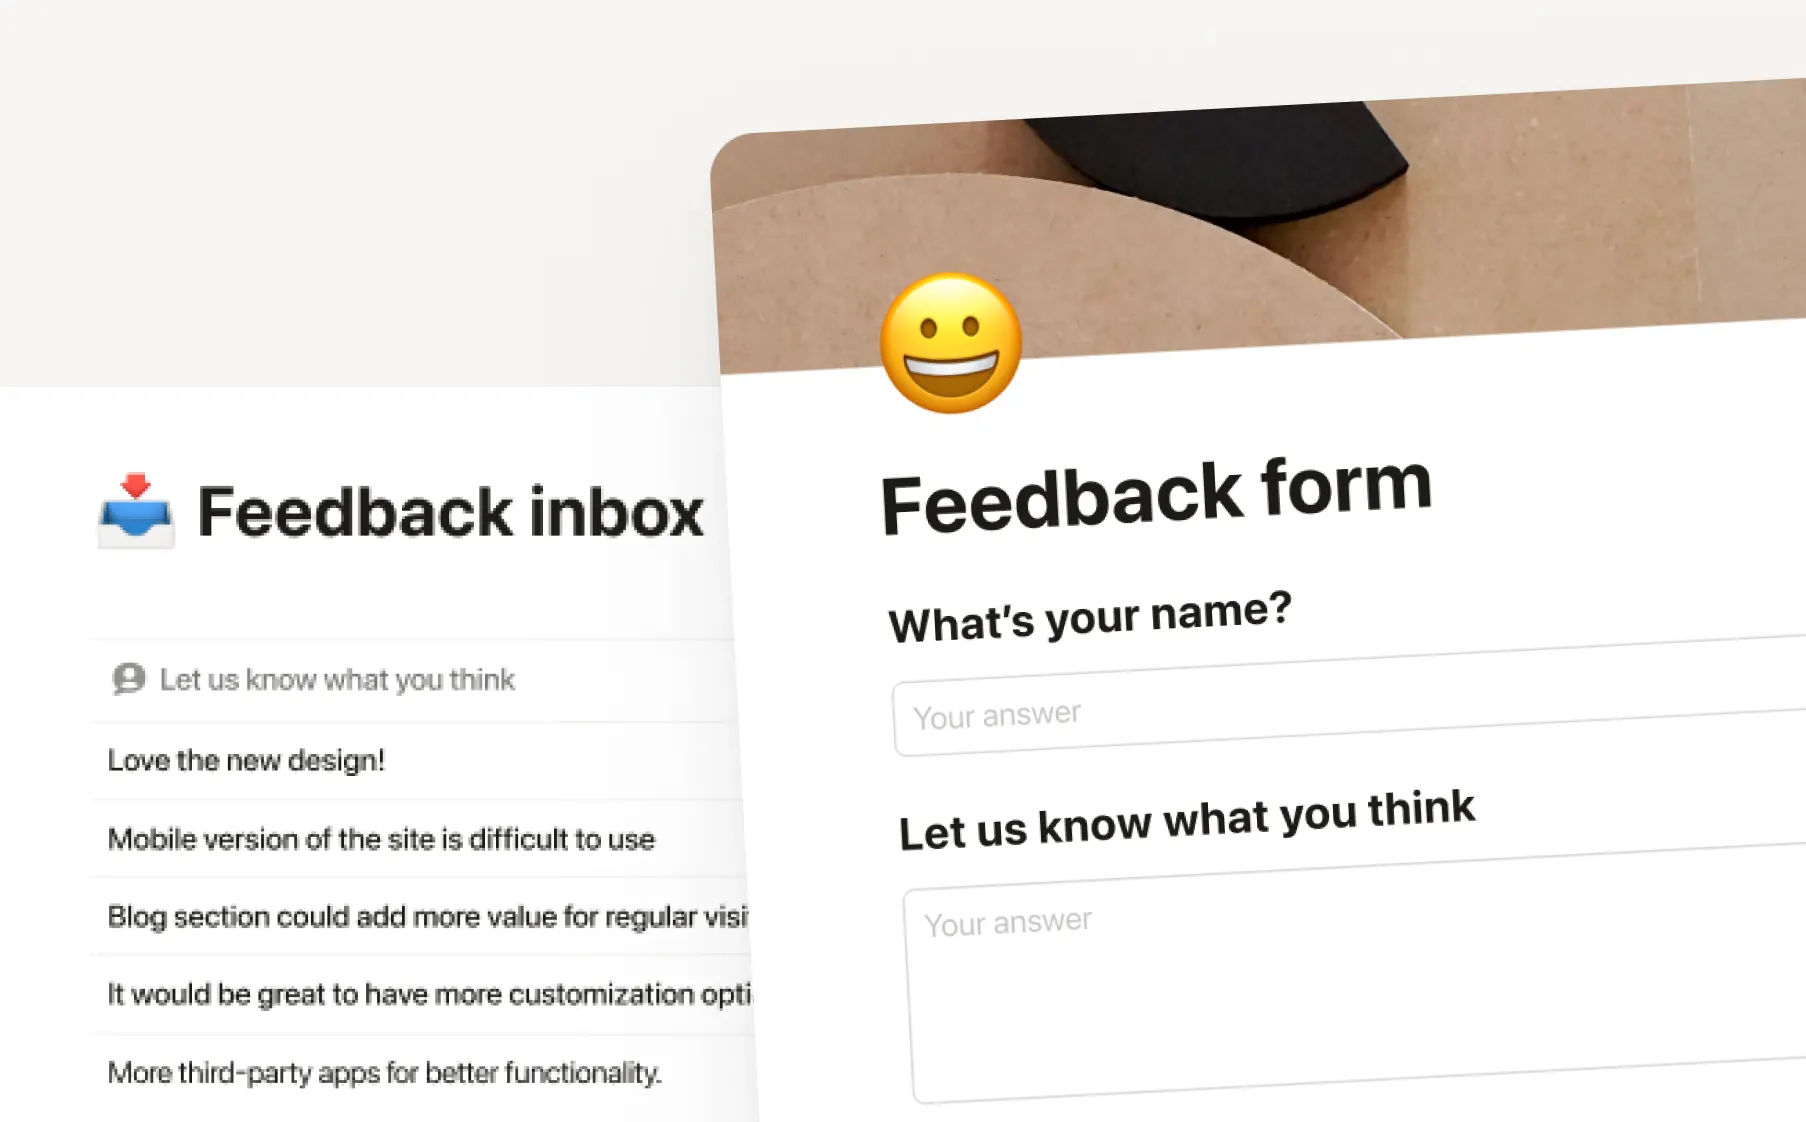 Feedback inbox
Let us know what you think
Love the new design!
Mobile version of the site is difficult to use
Blog section could add more value for regular
It would be great to have more customization
More third-party apps for better functionality.
Feedback form
What's your name?
Your answer
Let us know what you think
Your answer